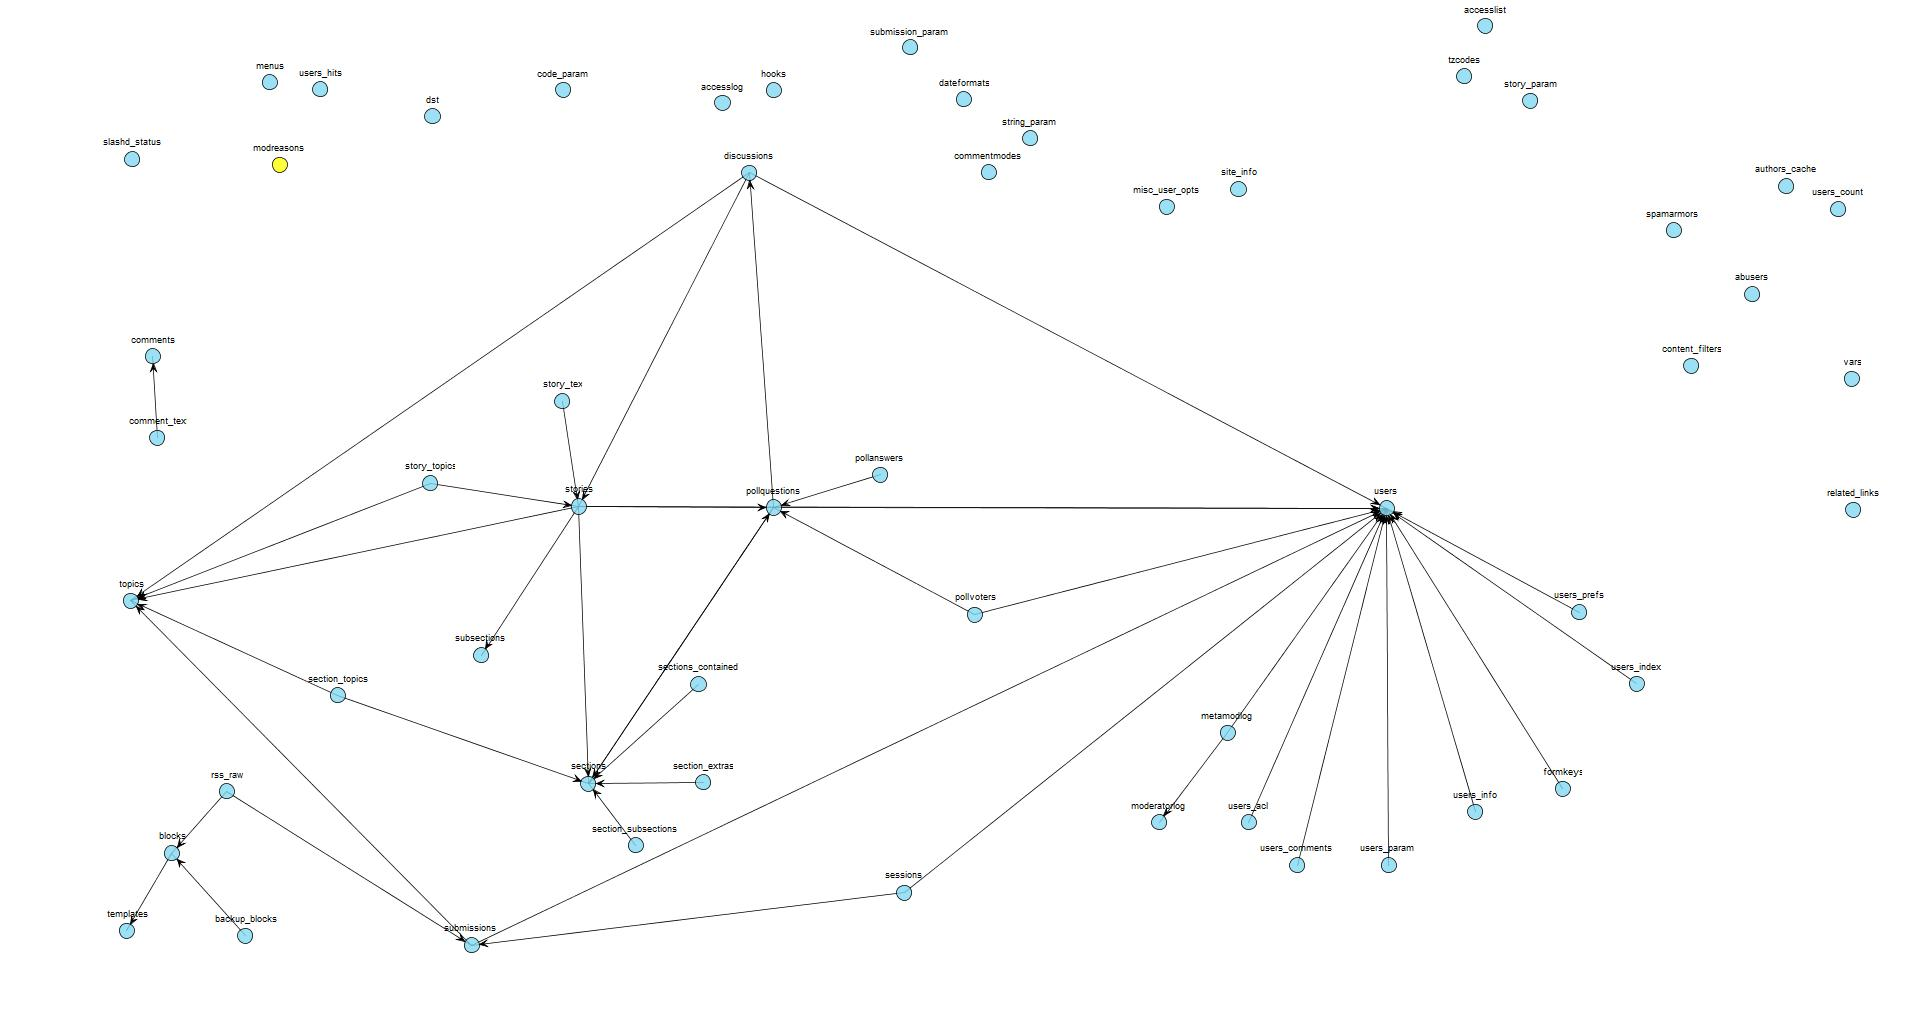 accesslist
submission_param
tzcodes
menus
users_hits
code_param
hooks
accesslog
dateformats
story_param
dst
string_param
slashd_status
modreasons
discussions
commentmodes
authors_cache
site_info
misc_user_opts
users_count
spamarmors
abusers
comments
content_filters
vars
story_tex
comment_tex
pollanswers
story_topics
stories
pollquestions
users
related_links
topics
users_prefs
pollvoters
subsections
sections_contained
users_index
section_topics
metamodlog
sections
section_extras
rss_raw
formkeys
users_info
moderatorlog
users_acl
section_subsections
blocks
users_comments
users_param
sessions
templates
backup_blocks
submissions